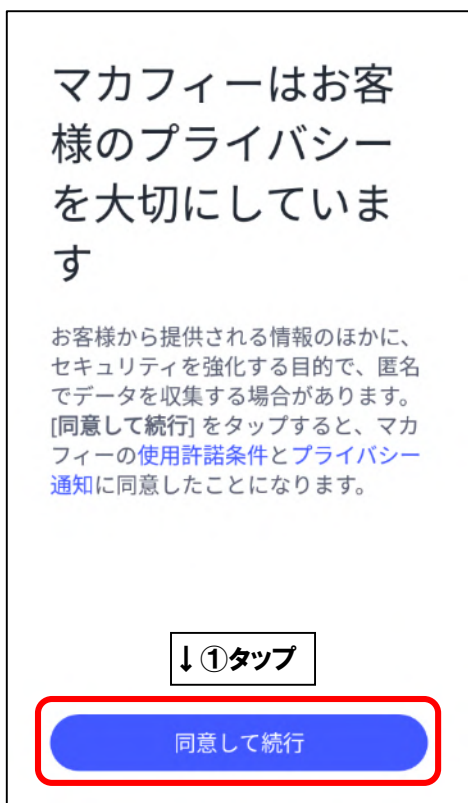 マカフィーはお客
様のプライバシー
を大切にしていま
す
お客様から提供される情報のほかに、
セキュリティを強化する目的で、匿名
でデータを収集する場合があります。
[同意して続行] をタップすると、マカ
フィーの使用許諾条件とプライバシー
通知に同意したことになります。
↓①タップ
同意して続行